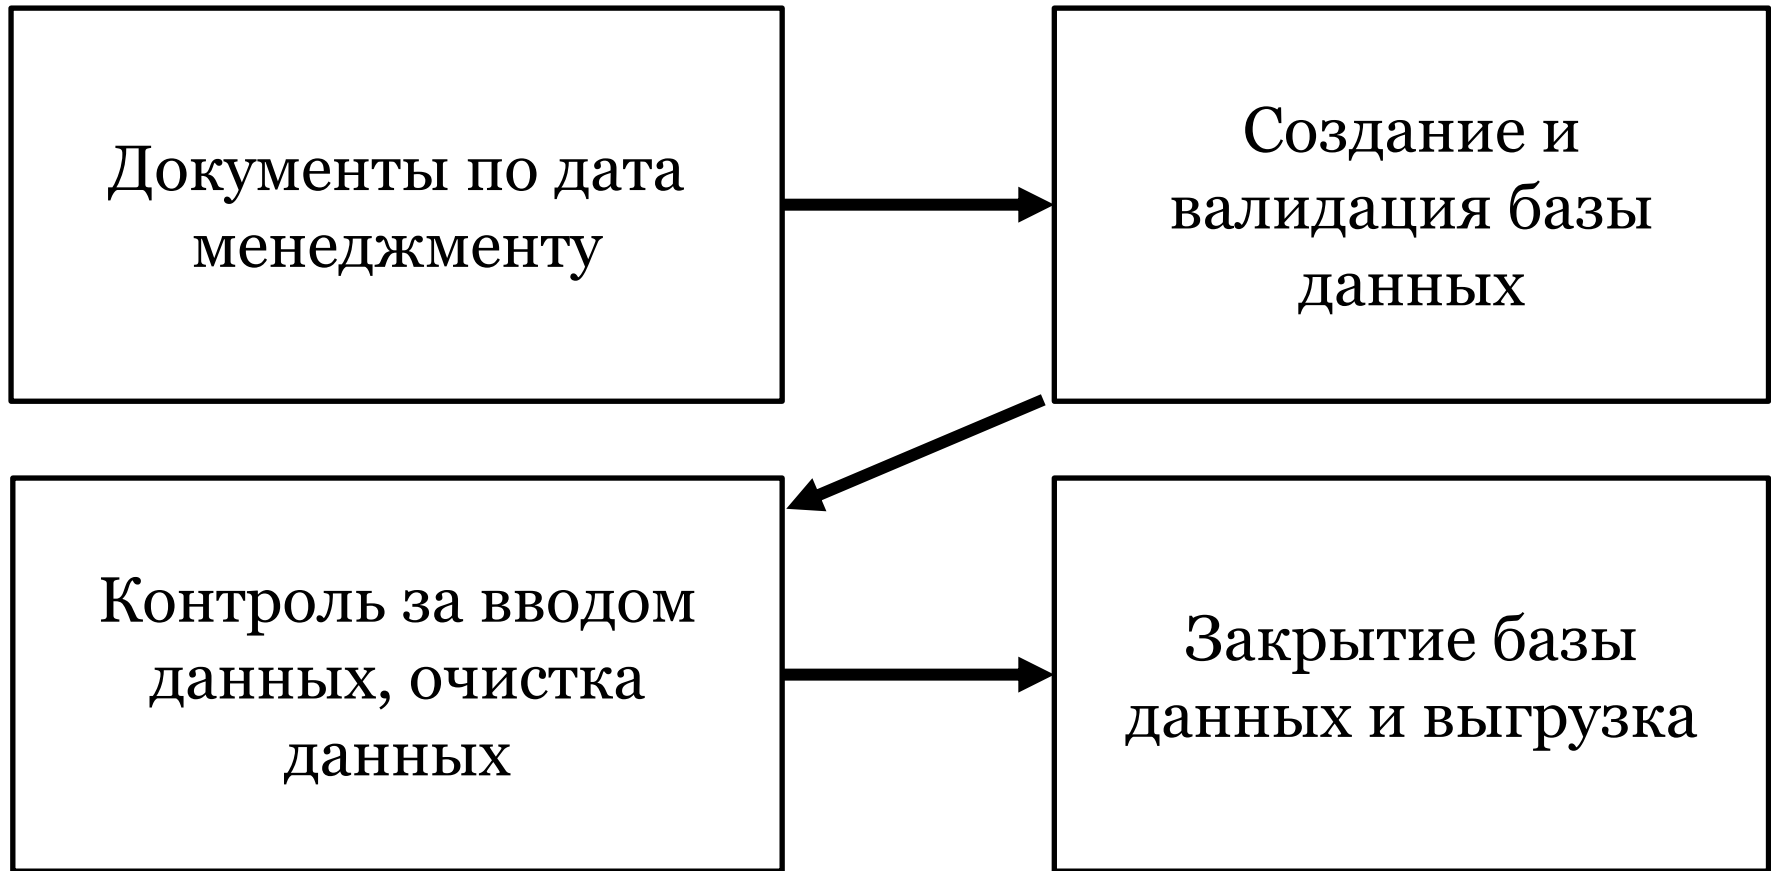 Документы по дата
менеджменту
Создание и
валидация базы
данных
Контроль за вводом
данных, очистка
данных
Закрытие базы
данных и выгрузка